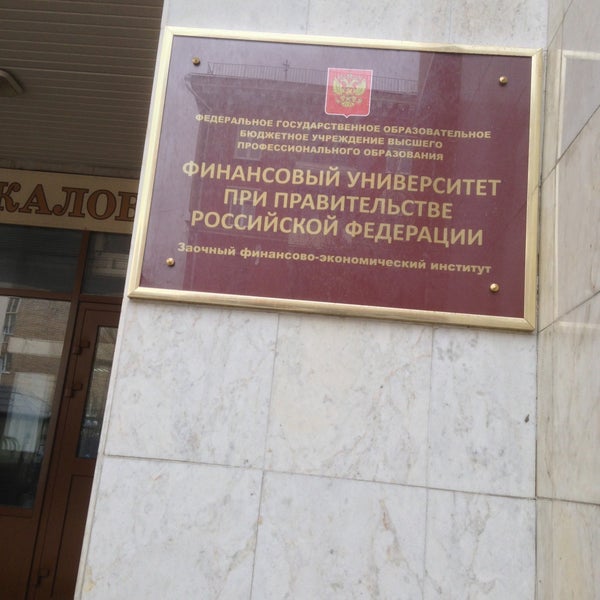 ФЕДЕРАЛЬНОЕ ГОСУДАРСТВЕННОЕ ОБРАЗОВАТЕЛЬНОЕ
БЮДЖЕТНОЕ УЧРЕЖДЕНИЕ ВЫСШЕГО
ПРОФЕССИОНАЛЬНОГО ОБРАЗОВАНИЯ
ФИНАНСОВЫЙ УНИВЕРСИТЕТ
ПРИ ПРАВИТЕЛЬСТВЕ
РОССИЙСКОЙ ФЕДЕРАЦИИ
Заочный финансово-экономический институт
КАЛОВ